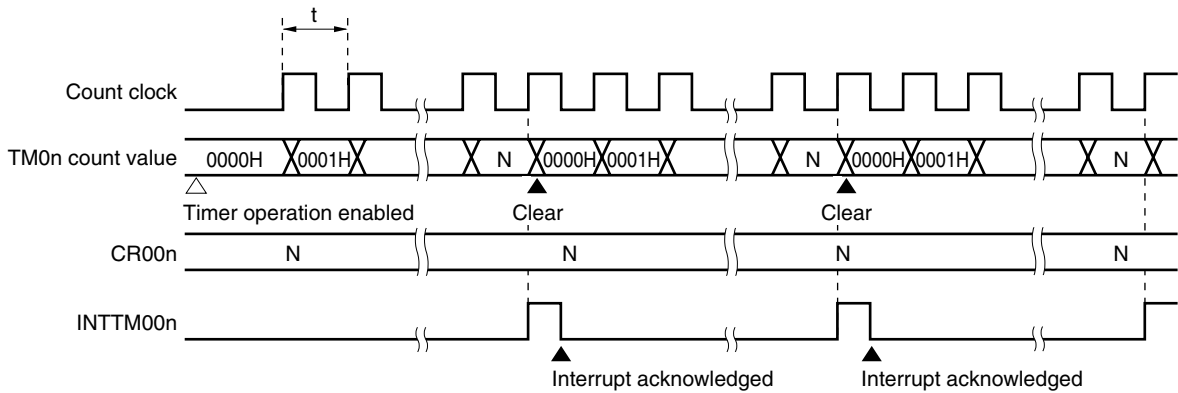 t
Count clock
TM0n count value 0000H 0001H N 0000H 0001H N 0000H 0001H N
Timer operation enabled Clear Clear
CR00n N N N N
INTTM00n
Interrupt acknowledged Interrupt acknowledged